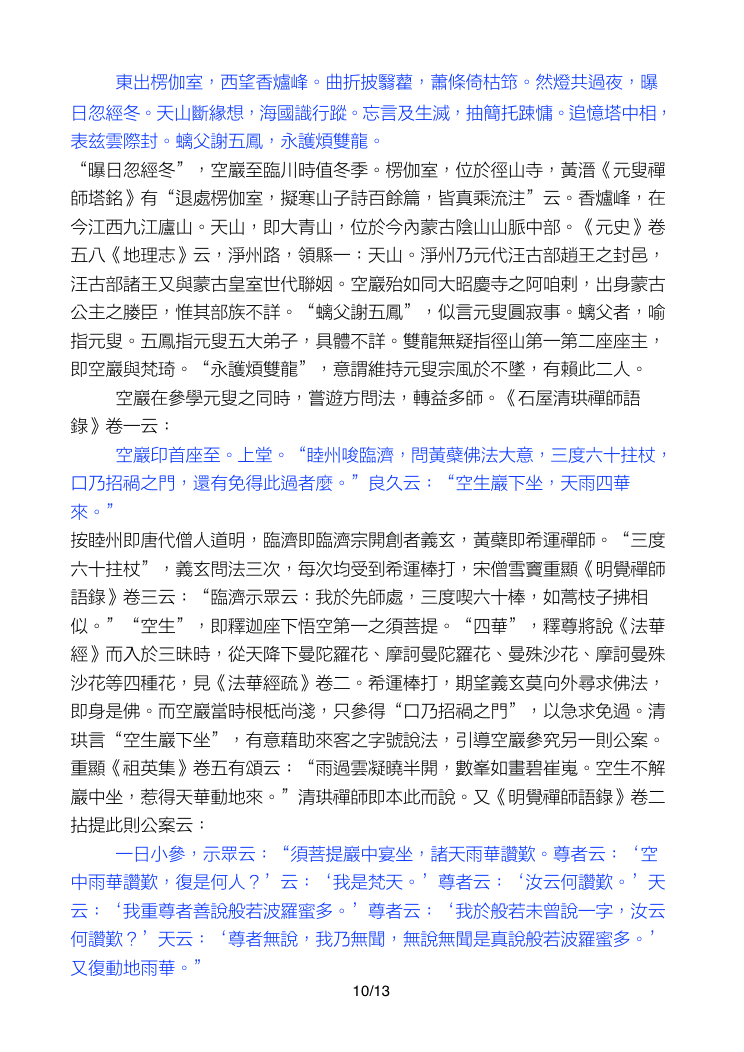 東出楞伽室，西望香爐峰。曲折披翳藋，蕭條倚枯筇。然燈共過夜，曝
日忽經冬。天山斷緣想，海國識行蹤。忘言及生滅，抽簡托踈慵。追憶塔中相，
表兹雲際封。螭父謝五鳳，永護煩雙龍。
“曝日忽經冬”，空巖至臨川時值冬季。楞伽室，位於徑山寺，黃溍《元叟禪
師塔銘》有“退處楞伽室，擬寒山子詩百餘篇，皆真乘流注”云。香爐峰，在
今江西九江廬山。天山，即大青山，位於今內蒙古陰山山脈中部。《元史》卷
五八《地理志》云，淨州路，領縣一：天山。淨州乃元代汪古部趙王之封邑，
汪古部諸王又與蒙古皇室世代聯姻。空巖殆如同大昭慶寺之阿咱剌，出身蒙古
公主之媵臣，惟其部族不詳。“螭父謝五鳳”，似言元叟圓寂事。螭父者，喻
指元叟。五鳳指元叟五大弟子，具體不詳。雙龍無疑指徑山第一第二座座主，
即空巖與梵琦。“永護煩雙龍”，意謂維持元叟宗風於不墜，有賴此二人。
空巖在參學元叟之同時，嘗遊方問法，轉益多師。《石屋清珙禪師語
錄》卷一云：
空巖印首座至。上堂。“睦州唆臨濟，問黃蘗佛法大意，三度六十拄杖，
口乃招禍之門，還有免得此過者麼。”良久云：“空生巖下坐，天雨四華
來。”
按睦州即唐代僧人道明，臨濟即臨濟宗開創者義玄，黃蘗即希運禪師。“三度
六十拄杖”，義玄問法三次，每次均受到希運棒打，宋僧雪竇重顯《明覺禪師
語錄》卷三云：“臨濟示眾云：我於先師處，三度喫六十棒，如蒿枝子拂相
似。”“空生”，即釋迦座下悟空第一之須菩提。“四華”，釋尊將說《法華
經》而入於三昧時，從天降下曼陀羅花、摩訶曼陀羅花、曼殊沙花、摩訶曼殊
沙花等四種花，見《法華經疏》卷二。希運棒打，期望義玄莫向外尋求佛法，
即身是佛。而空巖當時根柢尚淺，只參得“口乃招禍之門”，以急求免過。清
珙言“空生巖下坐”，有意藉助來客之字號說法，引導空巖參究另一則公案。
重顯《祖英集》卷五有頌云：“雨過雲凝曉半開，數峯如畫碧崔嵬。空生不解
巖中坐，惹得天華動地來。”清珙禪師即本此而說。又《明覺禪師語錄》卷二
拈提此則公案云：
一日小參，示眾云：“須菩提巖中宴坐，諸天雨華讚歎。尊者云：‘空
中雨華讚歎，復是何人？’云：‘我是梵天。’尊者云：‘汝云何讚歎。’天
云：‘我重尊者善說般若波羅蜜多。’尊者云：‘我於般若未曾說一字，汝云
何讚歎？’天云：‘尊者無說，我乃無聞，無說無聞是真說般若波羅蜜多。’
又復動地雨華。”
10/13